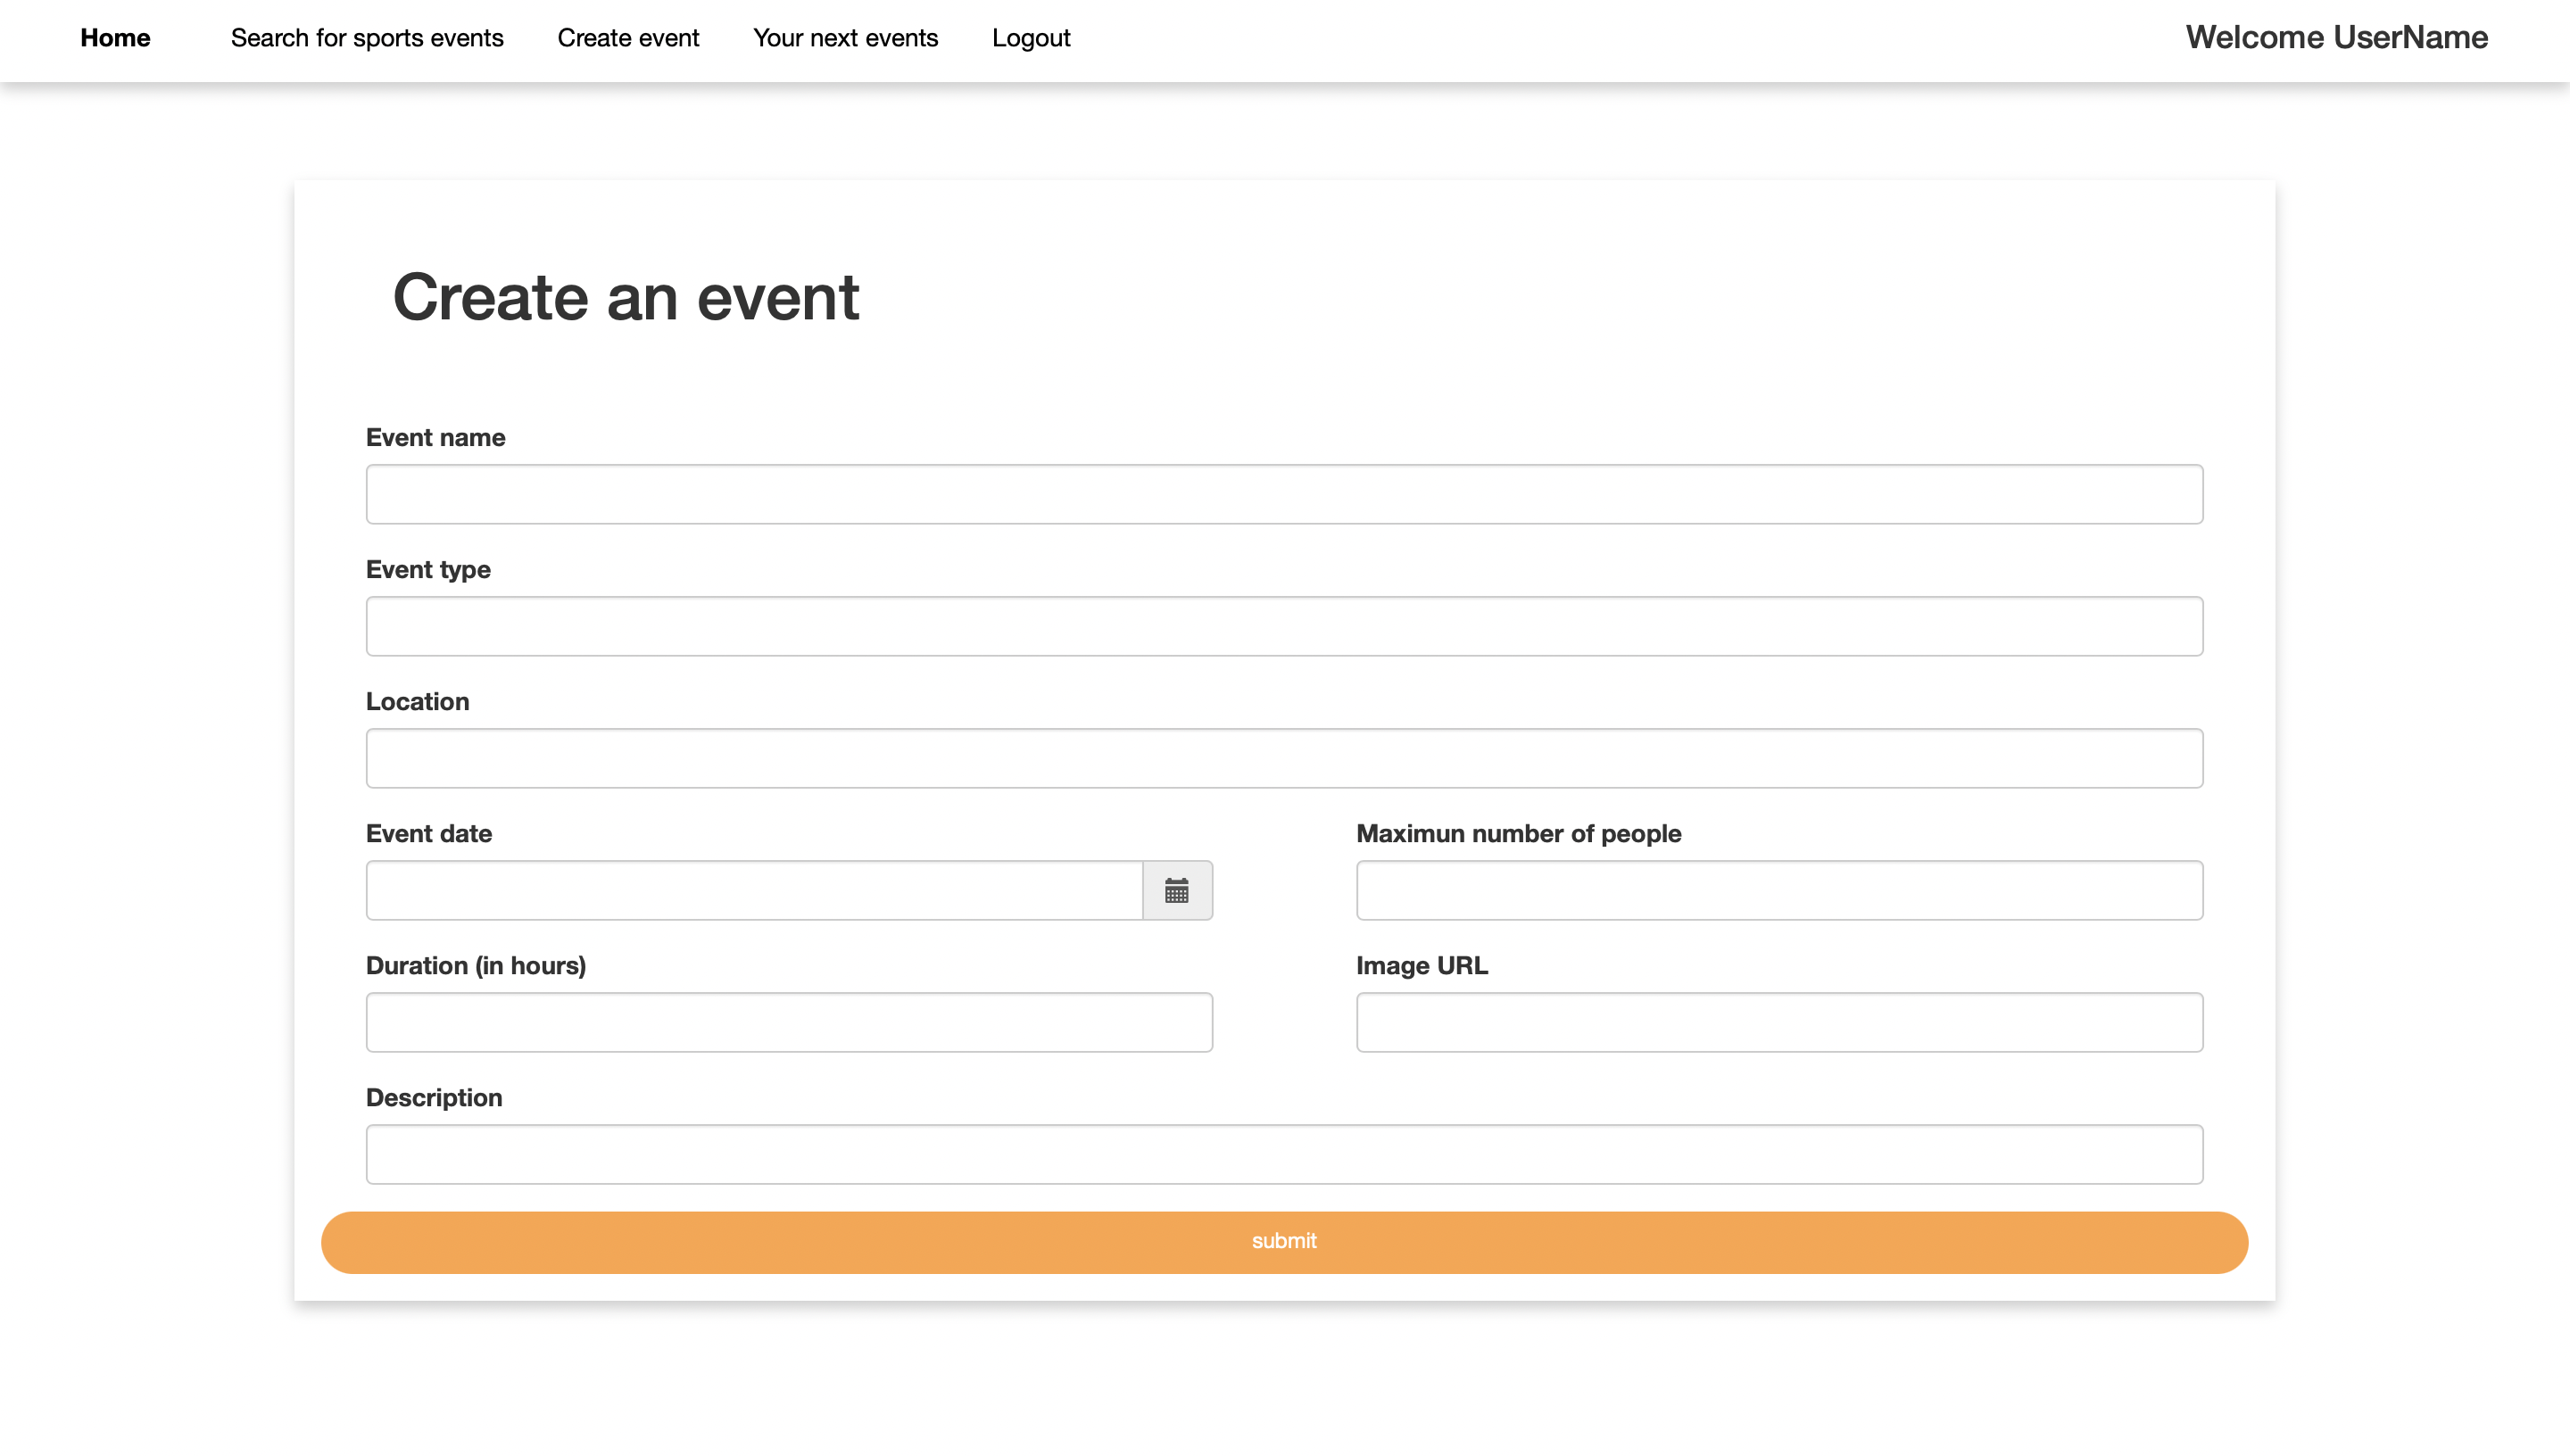 Home Search for sports events Create event Your next events Logout Welcome UserName
Create an event
Event name
Event type
Location
Event date Maximun number of people
Duration (in hours) Image URL
Description
submit